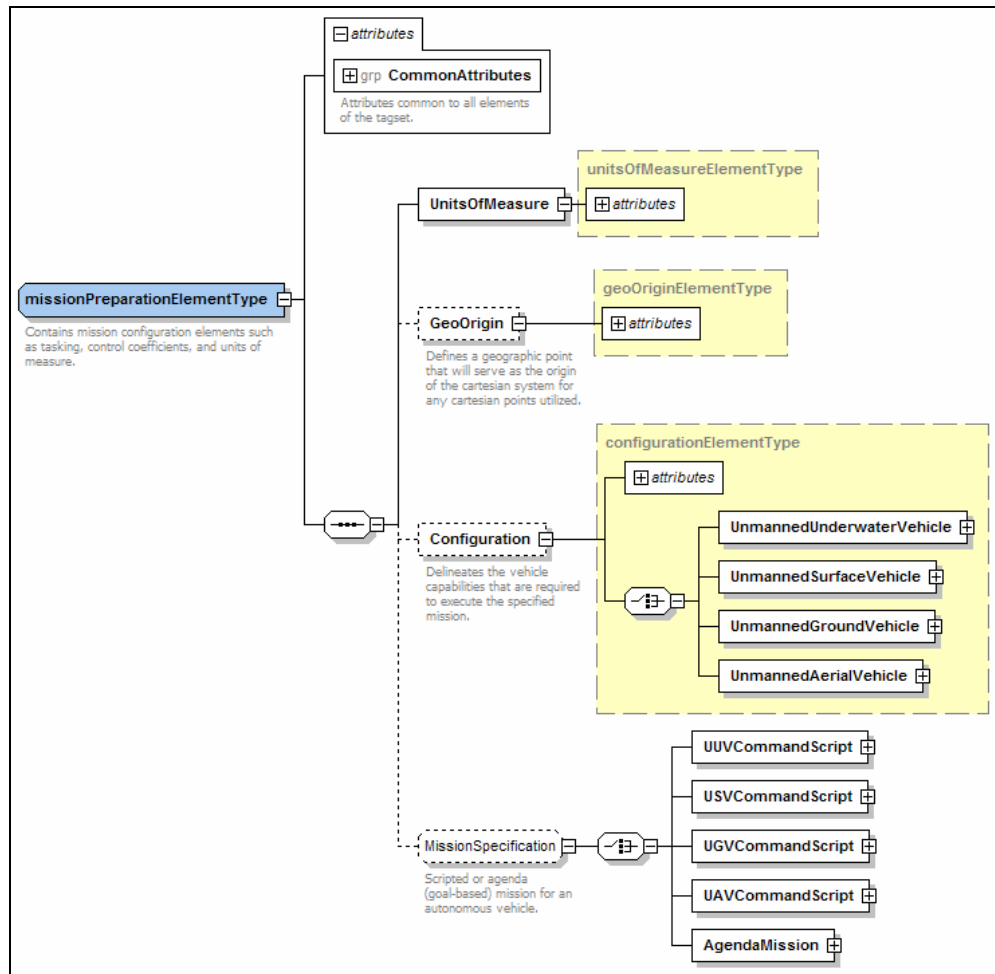 attributes
grp CommonAttributes
Attributes common to all elements
of the tagset.
unitsOfMeasureElementType
UnitsOfMeasure
attributes
missionPreparationElementType
Contains mission configuration elements such
as tasking, control coefficients, and units of
measure.
geoOriginElementType
GeoOrigin
attributes
Defines a geographic point
that will serve as the origin
of the cartesian system for
any cartesian points utilized.
configurationElementType
attributes
Configuration
Delineates the vehicle
capabilities that are required
to execute the specified
mission.
UnmannedUnderwaterVehicle
UnmannedSurfaceVehicle
UnmannedGroundVehicle
UnmannedAerialVehicle
MissionSpecification
Scripted or agenda
(goal-based) mission for an
autonomous vehicle.
UUVCommandScript
USVCommandScript
UGVCommandScript
UAVCommandScript
AgendaMission